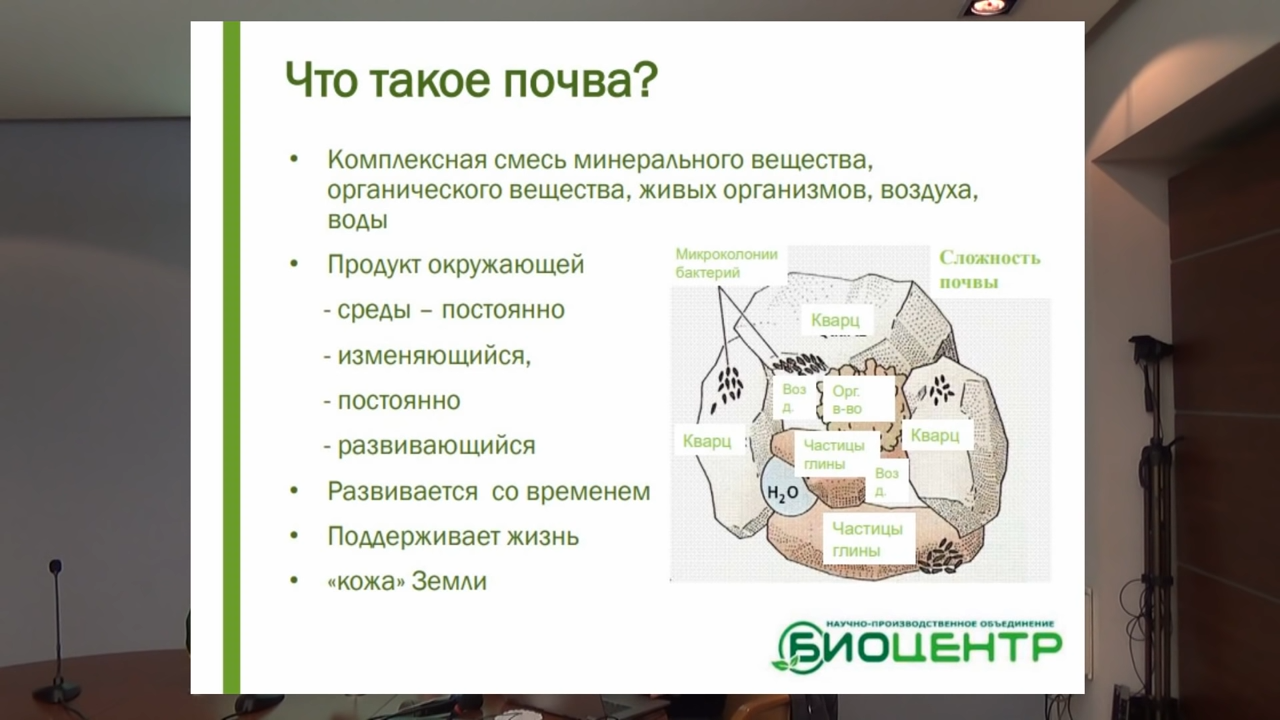 Что такое почва?
• Комплексная смесь минерального вещества,
органического вещества, живых организмов, воздуха,
воды
• Продукт окружающей
- среды – постоянно
- изменяющийся,
- постоянно
- развивающийся
• Развивается со временем
• Поддерживает жизнь
• «кожа» Земли
Микроколонии
бактерий
Сложность
почвы
Кварц
Воз
д.
Орг.
в-во
Кварц
Частицы
глины
Кварц
Воз
д.
H₂O
Частицы
глины
НАУЧНО-ПРОИЗВОДСТВЕННОЕ ОБЪЕДИНЕНИЕ
БИОЦЕНТР